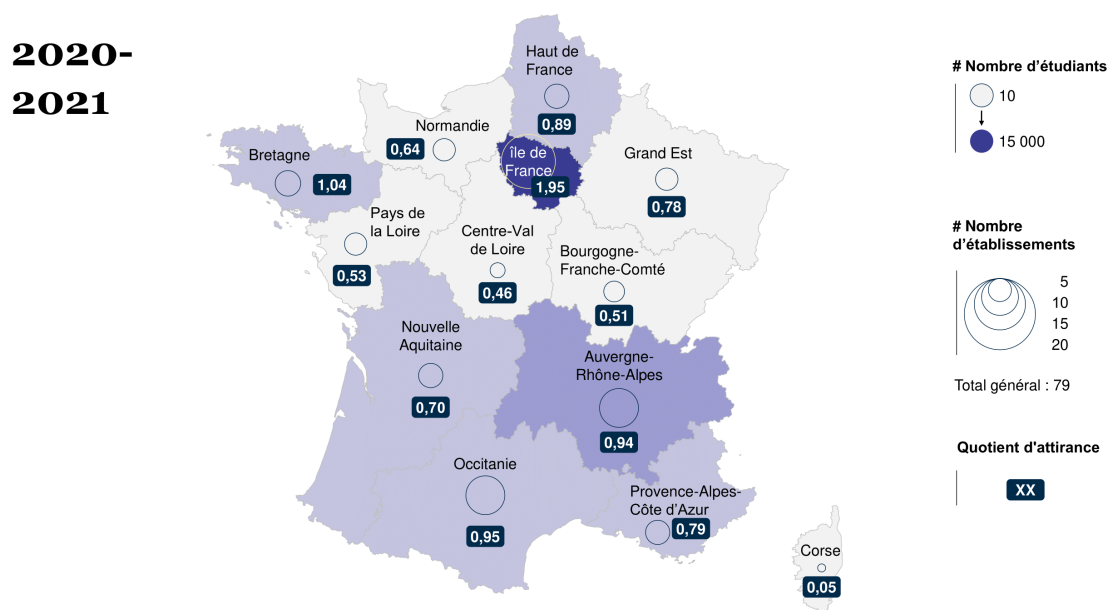 2020-
2021
Haut de
France
0,89
Normandie
0,64
Bretagne
1,04
île de
France
1,95
Grand Est
0,78
Pays de
la Loire
0,53
Centre-Val
de Loire
0,46
Bourgogne-
Franche-Comté
0,51
Nouvelle
Aquitaine
0,70
Auvergne-
Rhône-Alpes
0,94
Occitanie
0,95
Provence-Alpes-
Côte d'Azur
0,79
Corse
0,05
# Nombre d'étudiants
10
15 000
# Nombre
d'établissements
5
10
15
20
Total général : 79
Quotient d'attirance
XX